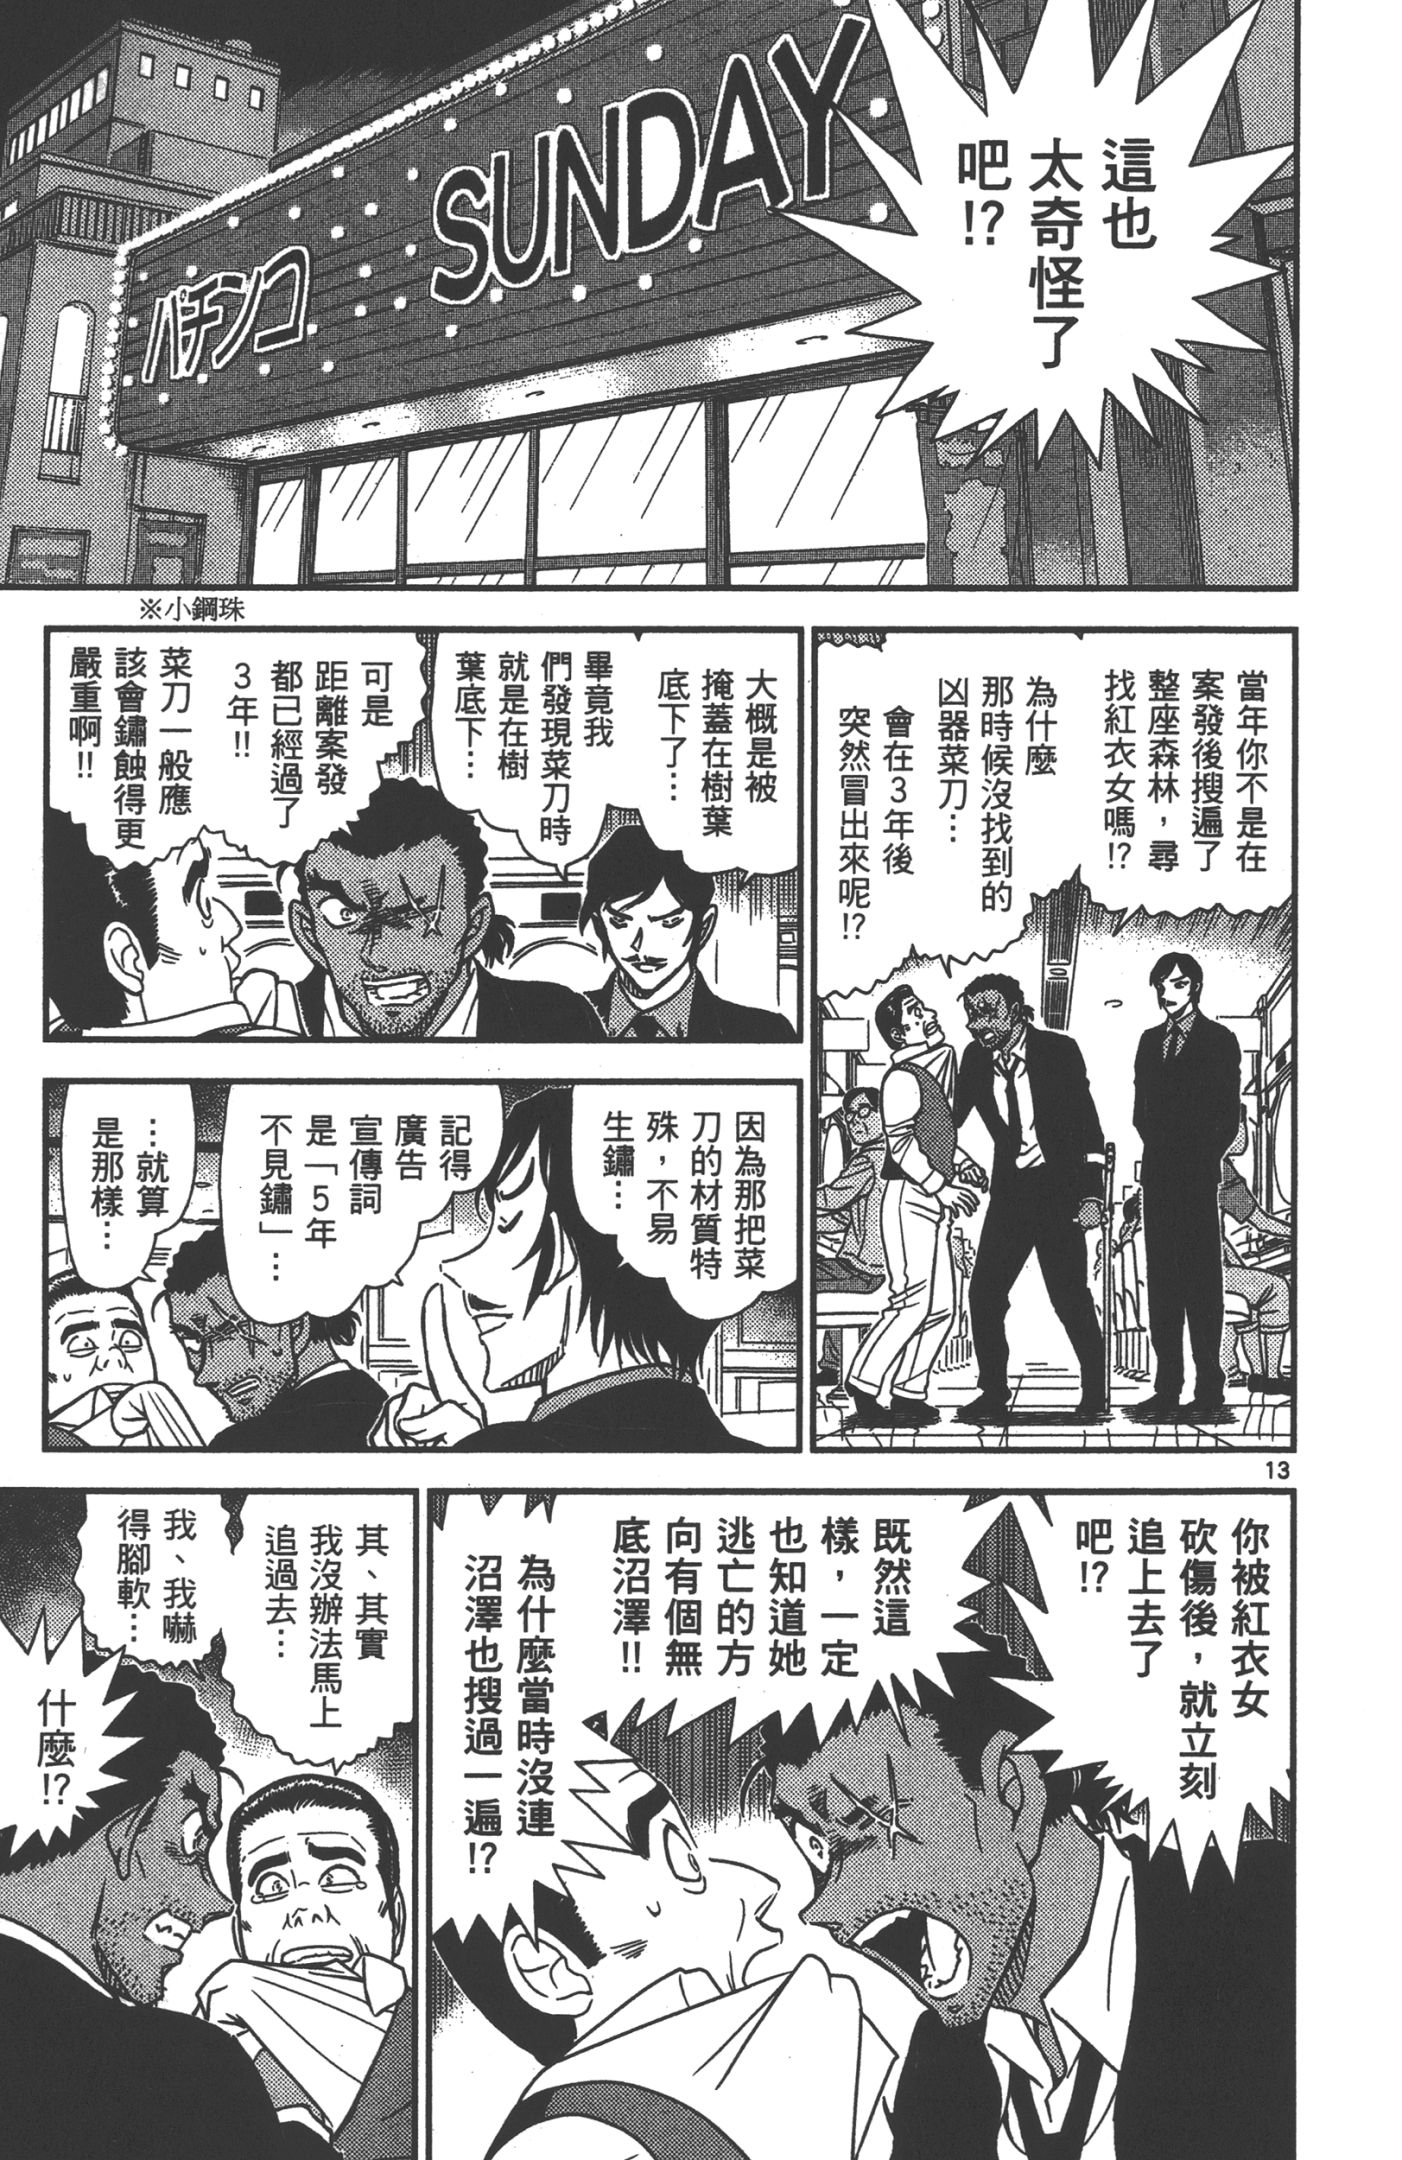 這也
太奇怪了
吧!?
パチンコ
SUNDAY
※小鋼珠
當年你不是在
案發後搜遍了
整座森林，尋
找紅衣女嗎!?
為什麼
那時候沒找到的
凶器菜刀⋯
會在3年後
突然冒出來呢!?
大概是被
掩蓋在樹葉
底下了⋯
畢竟我
們發現菜刀時
就是在樹
葉底下⋯
可是
距離案發
都已經過了
3年!!
菜刀一般應
該會鏽蝕得更
嚴重啊!!
因為那把菜
刀的材質特
殊，不易
生鏽⋯
記得
廣告
宣傳詞
是「5年
不見鏽」⋯
⋯就算
是那樣⋯
13
你被紅衣女
砍傷後，就立刻
追上去了
吧!?
既然這
樣，一定
也知道她
逃亡的方
向有個無
底沼澤!!
為什麼當時沒連
沼澤也搜過一遍!?
其、其實
我沒辦法馬上
追過去⋯
我、我嚇
得腳軟⋯
什麼!?